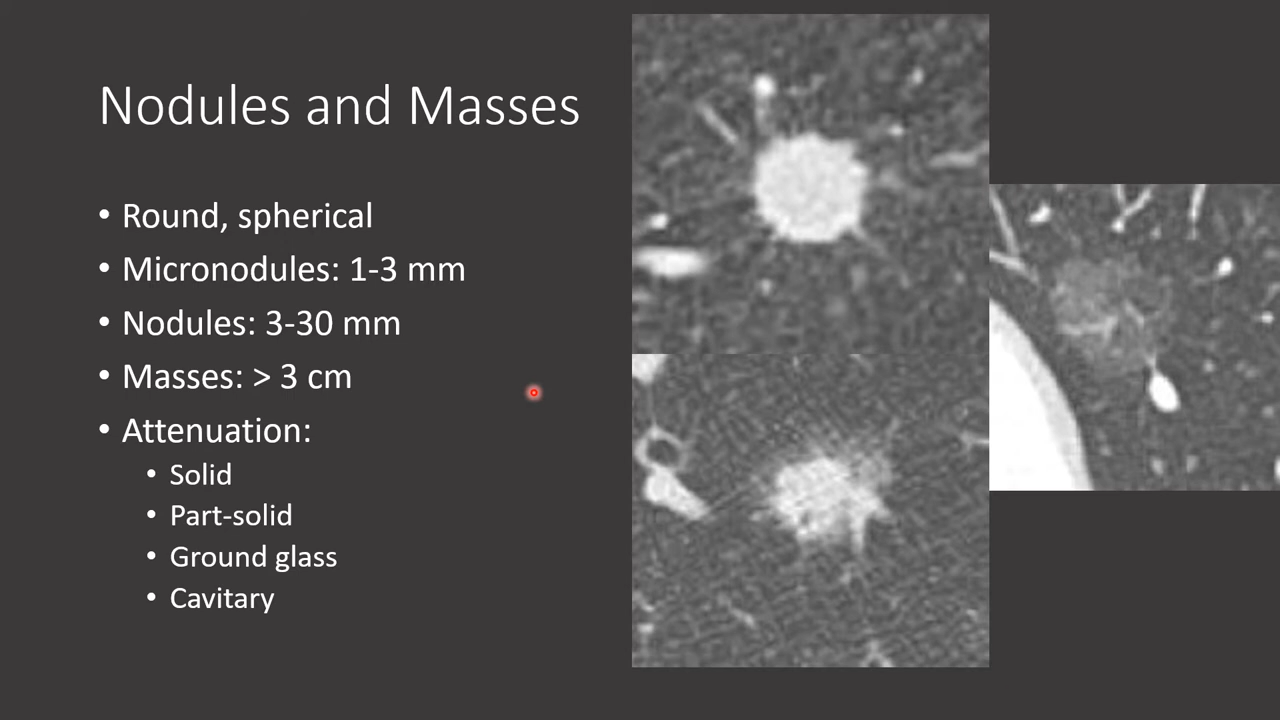 Nodules and Masses
• Round, spherical
• Micronodules: 1-3 mm
• Nodules: 3-30 mm
• Masses: > 3 cm
• Attenuation:
• Solid
• Part-solid
• Ground glass
• Cavitary